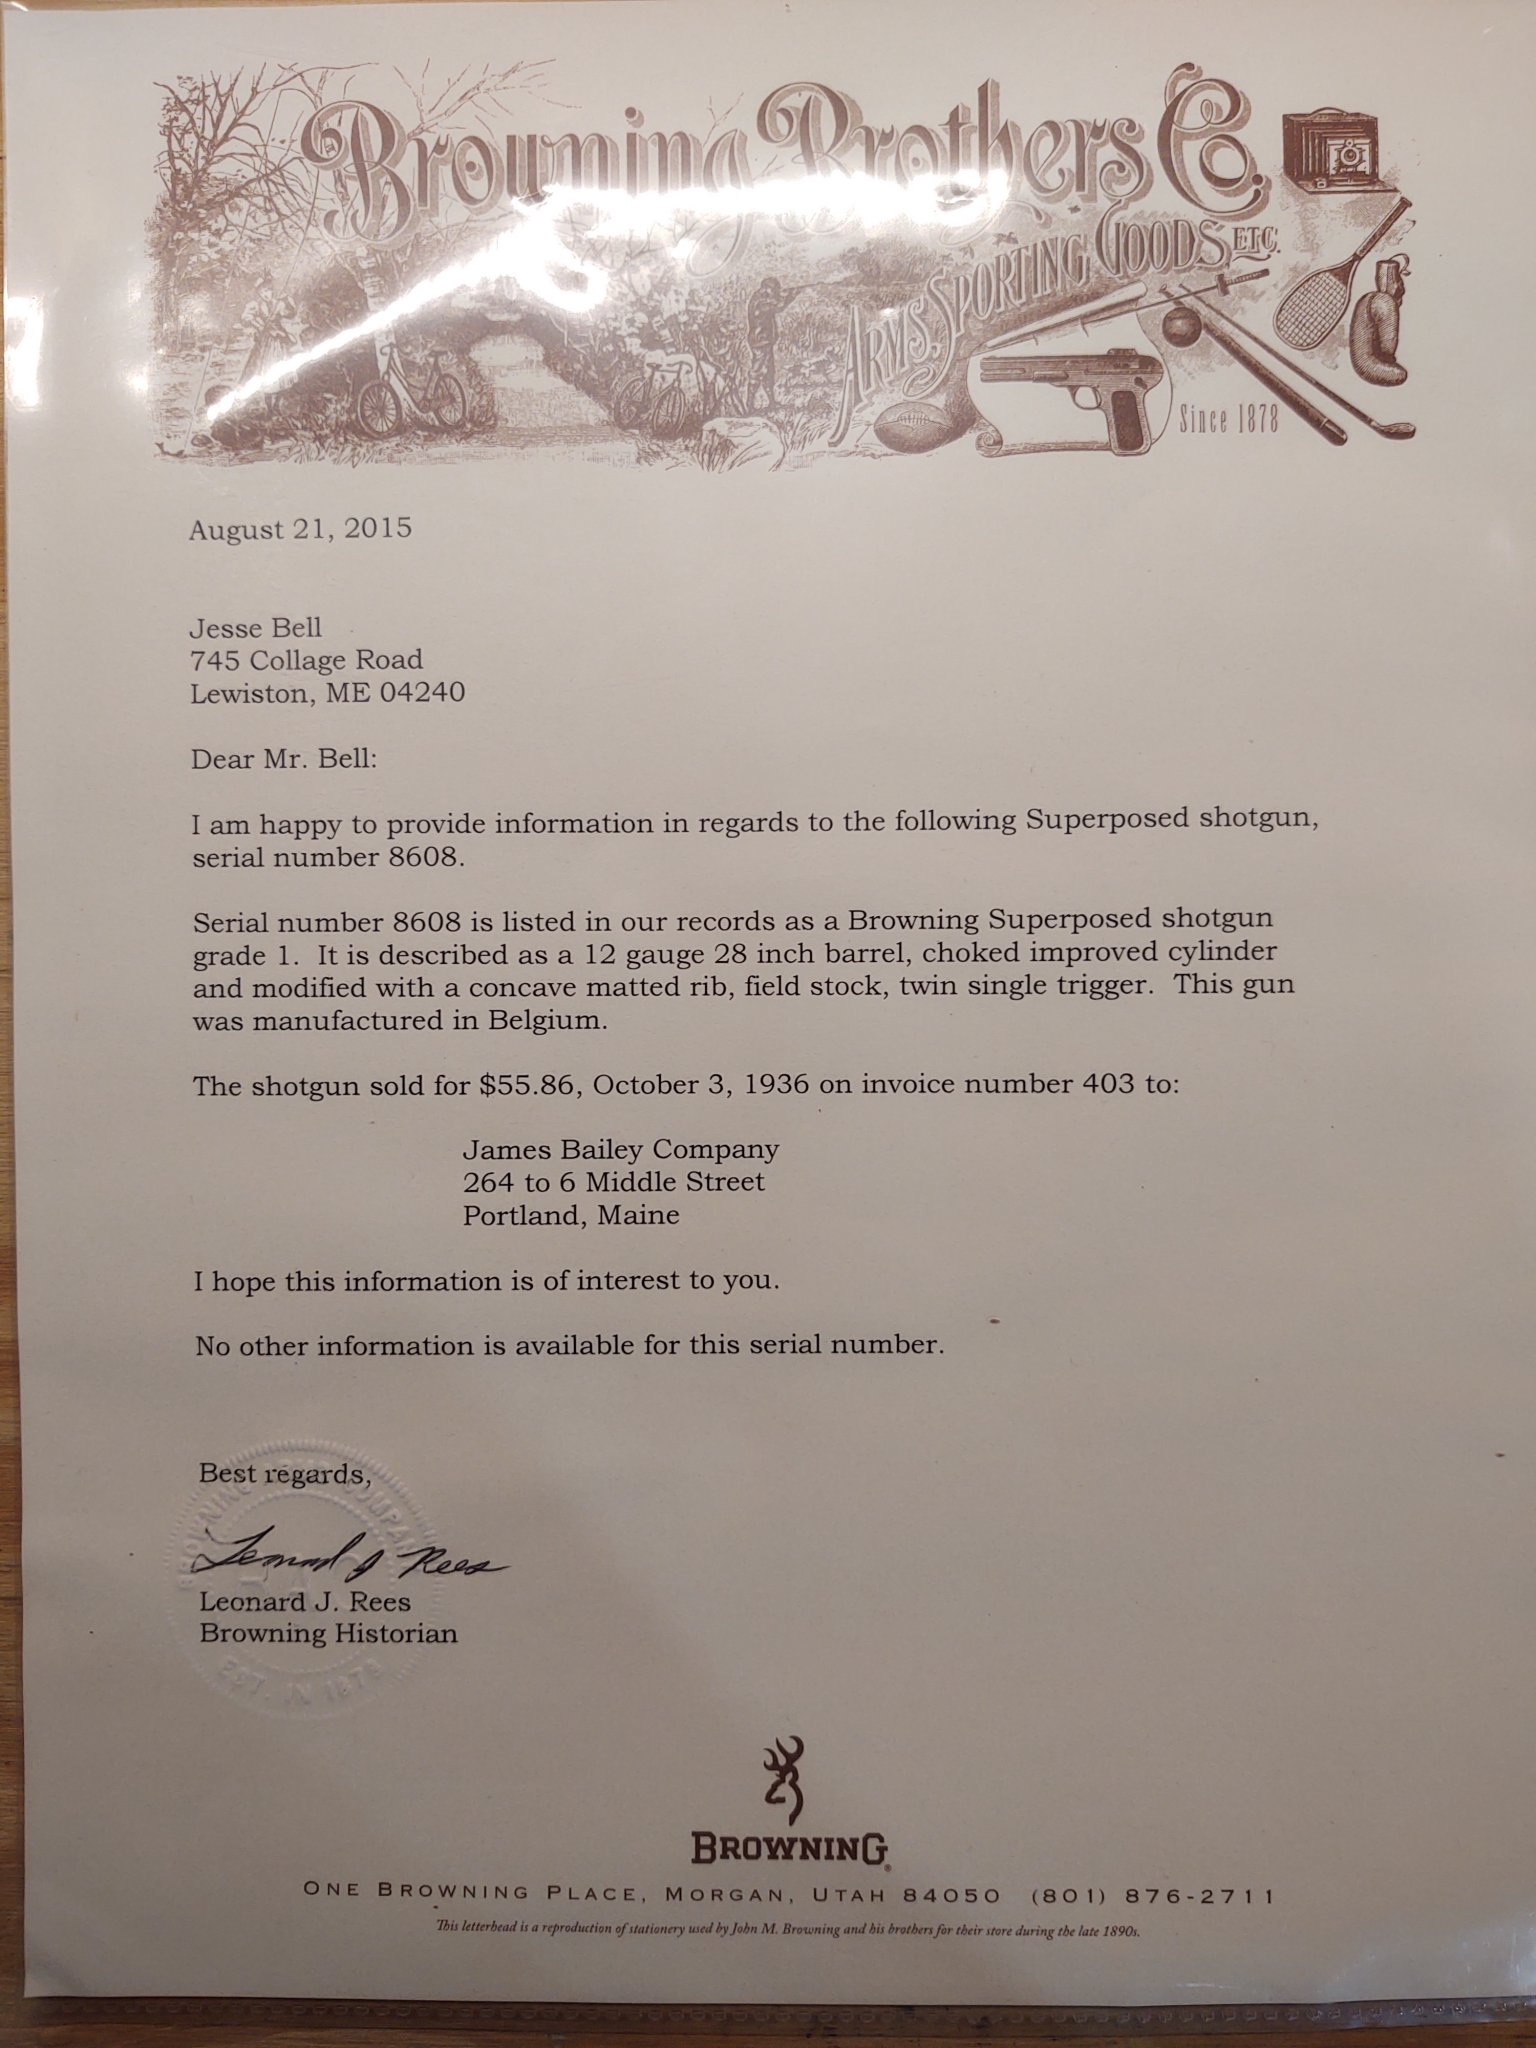 Browning Brothers Co.
Arms, Sporting Goods Etc.
Since 1878
August 21, 2015
Jesse Bell
745 Collage Road
Lewiston, ME 04240
Dear Mr. Bell:
I am happy to provide information in regards to the following Superposed shotgun,
serial number 8608.
Serial number 8608 is listed in our records as a Browning Superposed shotgun
grade 1. It is described as a 12 gauge 28 inch barrel, choked improved cylinder
and modified with a concave matted rib, field stock, twin single trigger. This gun
was manufactured in Belgium.
The shotgun sold for $55.86, October 3, 1936 on invoice number 403 to:
James Bailey Company
264 to 6 Middle Street
Portland, Maine
I hope this information is of interest to you.
No other information is available for this serial number.
Best regards,
Leonard J Rees
Leonard J. Rees
Browning Historian
EST. IN 1878
BROWNING®
ONE BROWNING PLACE, MORGAN, UTAH 84050 (801) 876-2711
This letterhead is a reproduction of stationery used by John M. Browning and his brothers for their store during the late 1890s.